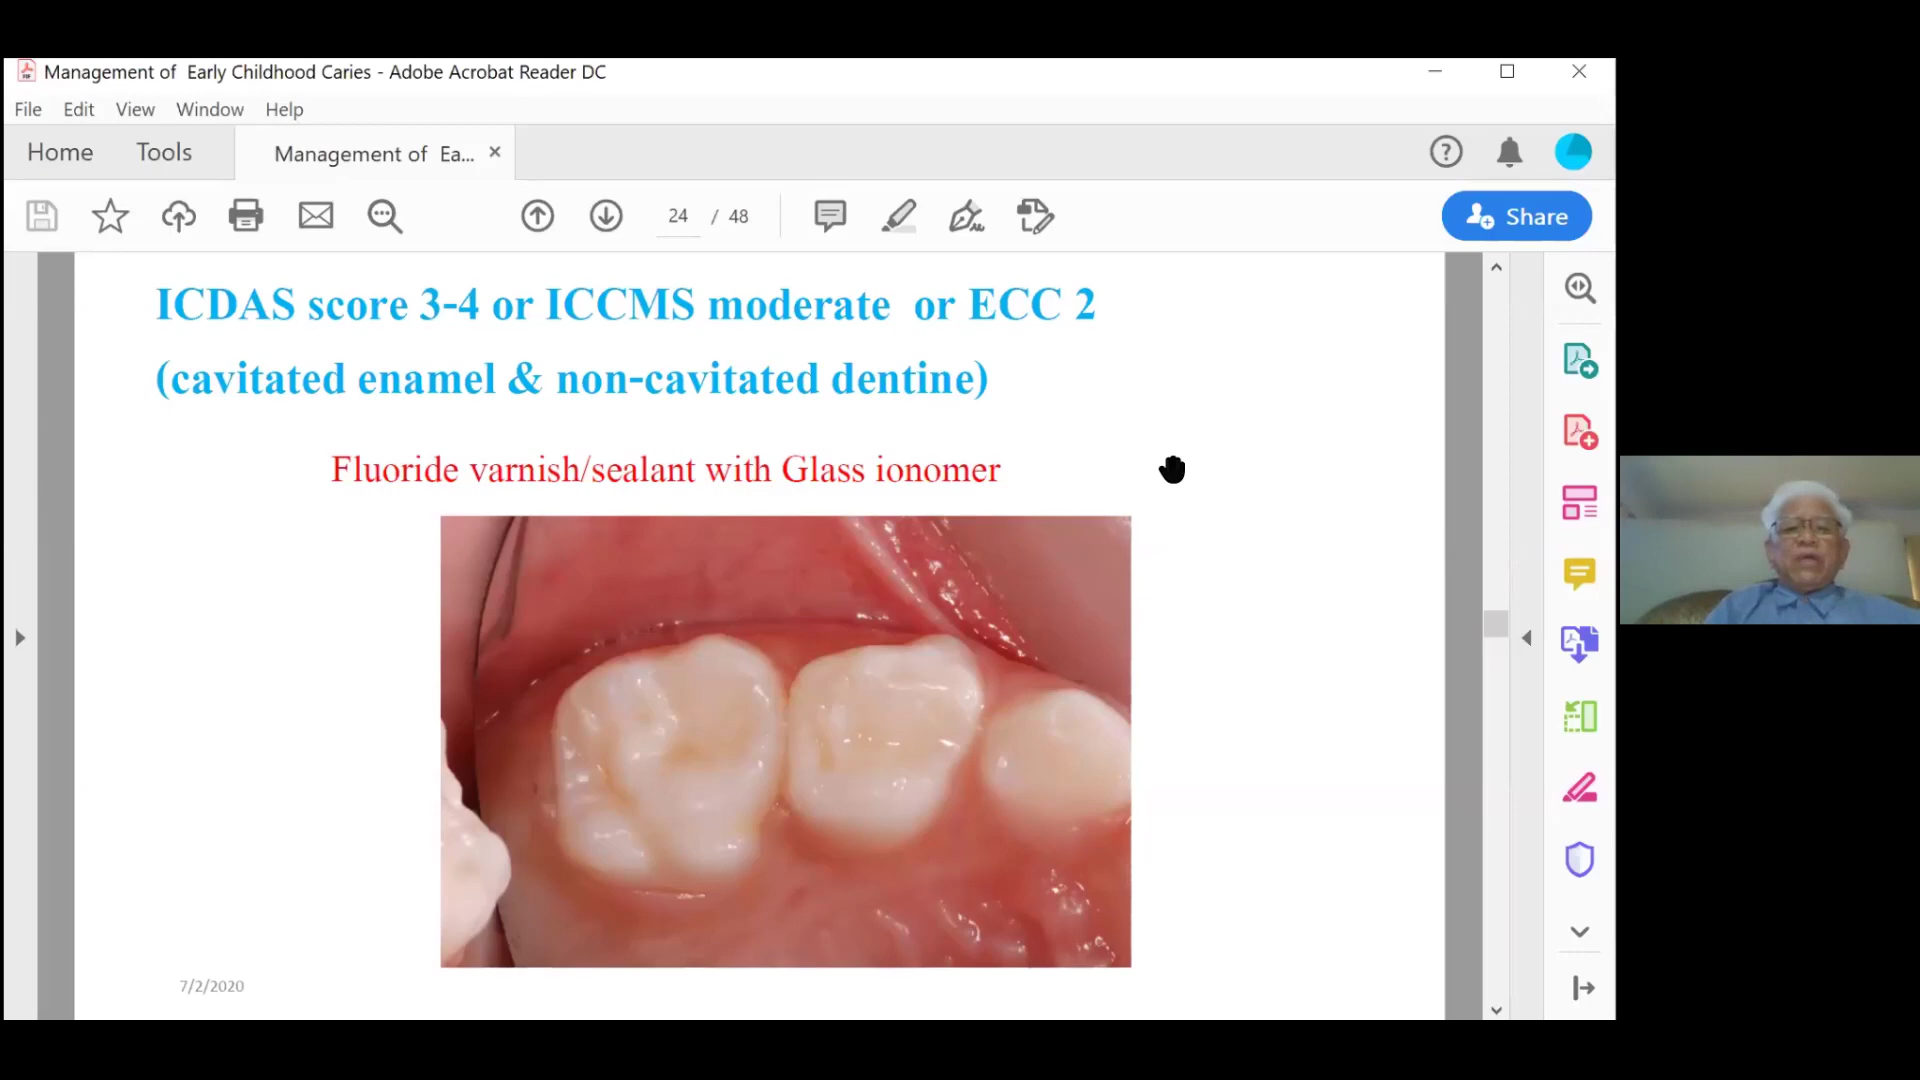 Management of  Early Childhood Caries - Adobe Acrobat Reader DC
File Edit View Window Help
Home Tools Management of  Ea...
24 / 48
Share
ICDAS score 3-4 or ICCMS moderate  or ECC 2
(cavitated enamel & non-cavitated dentine)
Fluoride varnish/sealant with Glass ionomer
7/2/2020